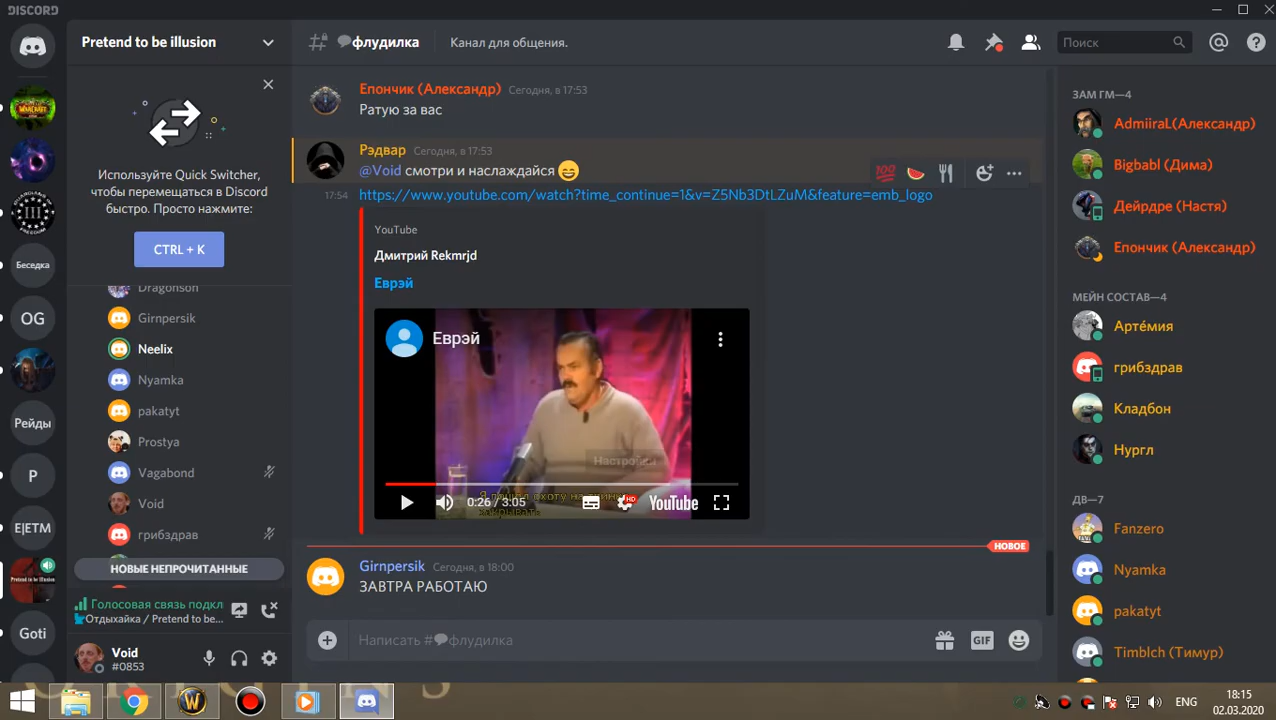 DISCORD
Pretend to be illusion
флудилка
Канал для общения.
Поиск
Используйте Quick Switcher,
чтобы перемещаться в Discord
быстро. Просто нажмите:
CTRL + K
Беседка
OG
Рейды
P
E|ETM
Pretend to be illusion
Goti
Dragonson
Girnpersik
Neelix
Nyamka
pakatyt
Prostya
Vagabond
Void
грибздрав
НОВЫЕ НЕПРОЧИТАННЫЕ
Голосовая связь подкл
Отдыхайка / Pretend to be...
Void
#0853
Епончик (Александр) Сегодня, в 17:53
Ратую за вас
Рэдвар Сегодня, в 17:53
@Void смотри и наслаждайся
17:54 https://www.youtube.com/watch?time_continue=1&v=Z5Nb3DtLZuM&feature=emb_logo
YouTube
Дмитрий Rekmrjd
Еврэй
Еврэй
Настройки
0:26 / 3:05
HD
YouTube
НОВОЕ
Girnpersik Сегодня, в 18:00
ЗАВТРА РАБОТАЮ
Написать #флудилка
GIF
ЗАМ ГМ—4
AdmiiraL(Александр)
Bigbabl (Дима)
Дейрдре (Настя)
Епончик (Александр)
МЕЙН СОСТАВ—4
Артёмия
грибздрав
Кладбон
Нургл
ДВ—7
Fanzero
Nyamka
pakatyt
Timblch (Тимур)
ENG
18:15
02.03.2020